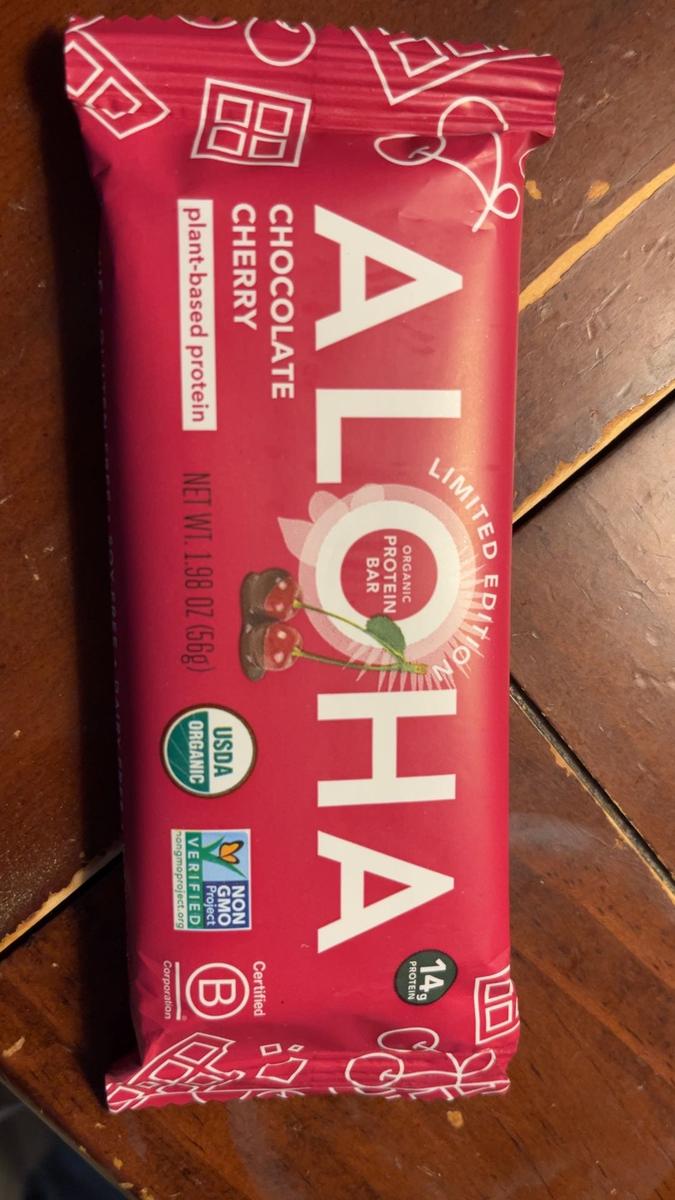 LIMITED EDITION
ALOHA
ORGANIC
PROTEIN
BAR
14g
PROTEIN
CHOCOLATE
CHERRY
plant-based protein
NET WT. 1.98 OZ (56g)
USDA
ORGANIC
NON
GMO
Project
VERIFIED
nongmoproject.org
Certified
B
Corporation